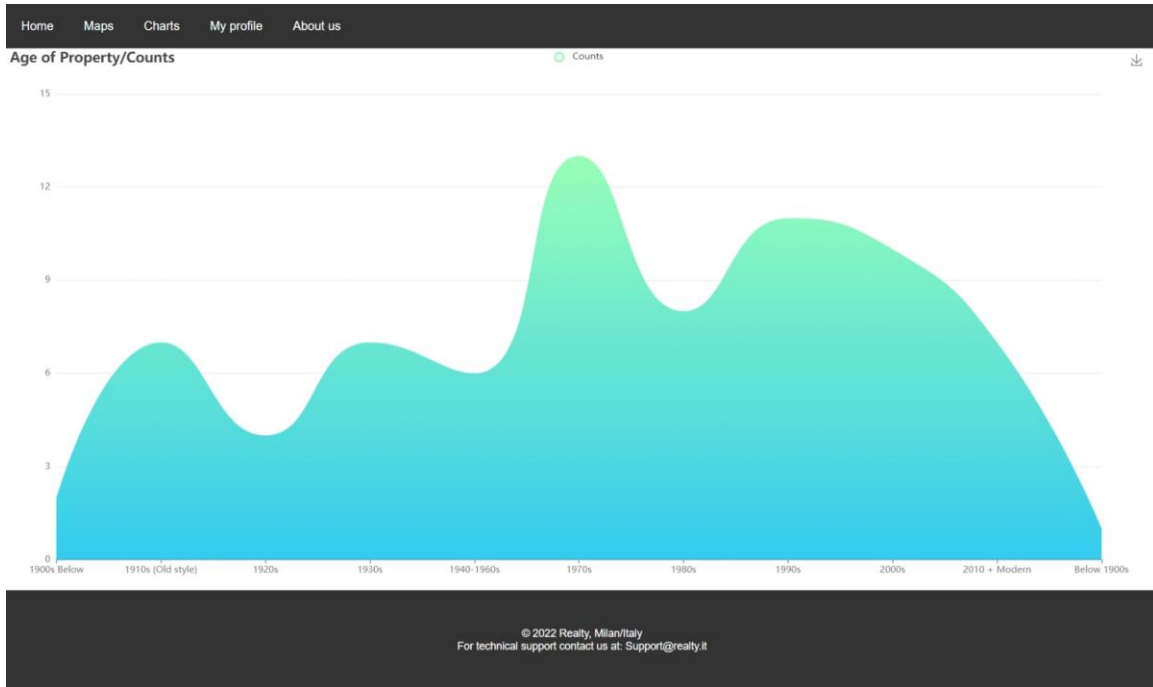 Home Maps Charts My profile About us
Age of Property/Counts
Counts
15
12
9
6
3
0
1900s Below 1910s (Old style) 1920s 1930s 1940-1960s 1970s 1980s 1990s 2000s 2010 + Modern Below 1900s
© 2022 Realty, Milan/Italy
For technical support contact us at: Support@realty.it